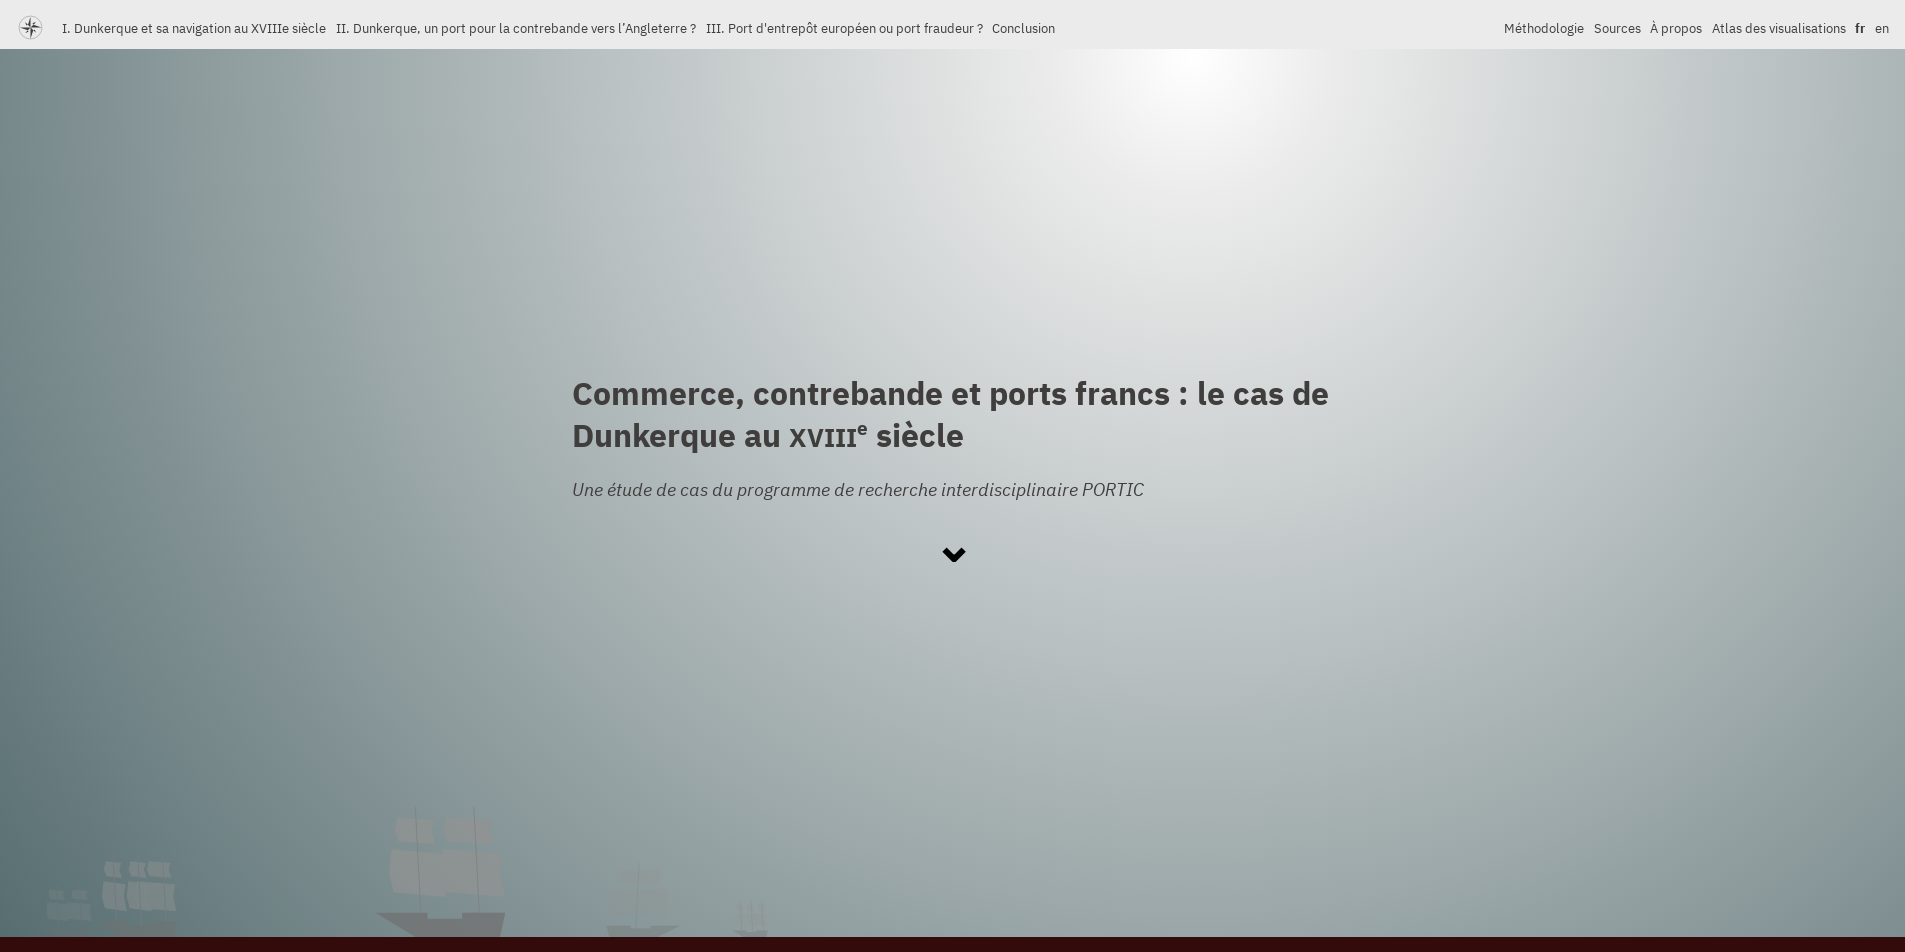 I. Dunkerque et sa navigation au XVIIIe siècle II. Dunkerque, un port pour la contrebande vers l’Angleterre ? III. Port d'entrepôt européen ou port fraudeur ? Conclusion Méthodologie Sources À propos Atlas des visualisations fr en
Commerce, contrebande et ports francs : le cas de
Dunkerque au XVIIIe siècle
Une étude de cas du programme de recherche interdisciplinaire PORTIC